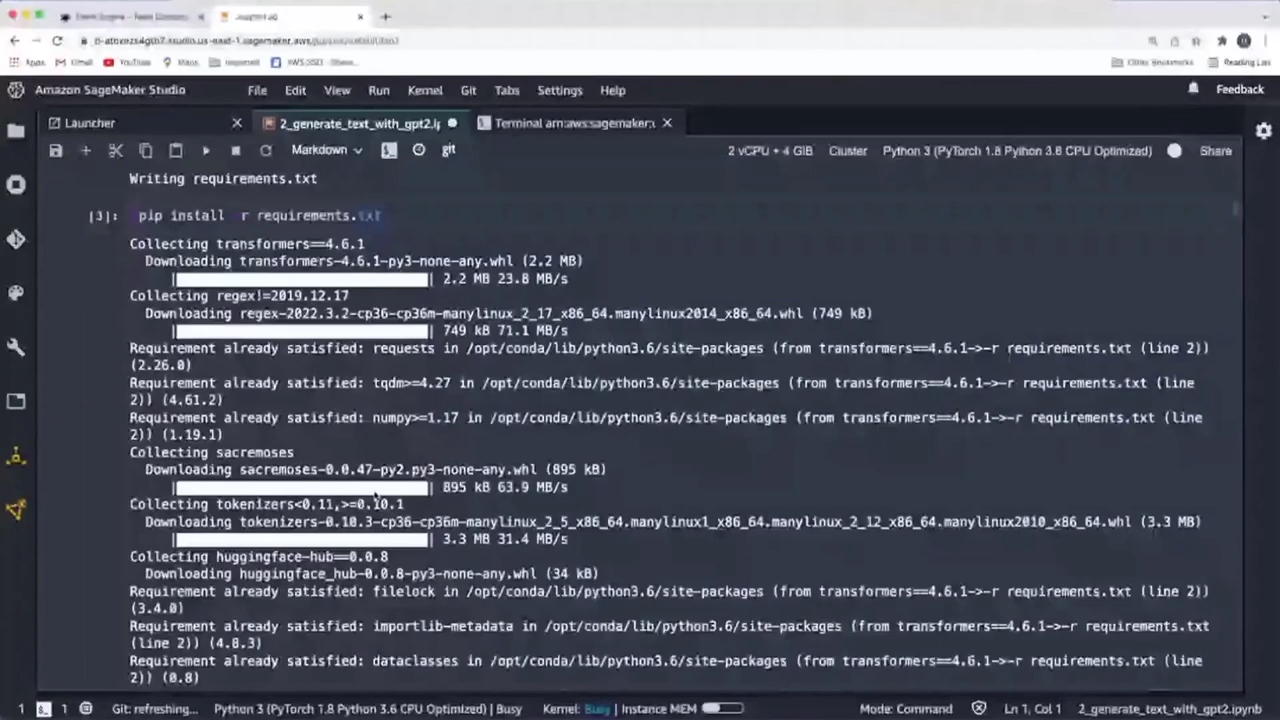 Apps Gmail YouTube Maps Other Bookmarks Reading List
Amazon SageMaker Studio File Edit View Run Kernel Git Tabs Settings Help Feedback
Launcher 2_generate_text_with_gpt2.ip Terminal arn:aws:sagemaker:
Markdown git 2 vCPU + 4 GiB Cluster Python 3 (PyTorch 1.8 Python 3.6 CPU Optimized) Share
Writing requirements.txt
[3]: pip install r requirements.txt
Collecting transformers==4.6.1
Downloading transformers-4.6.1-py3-none-any.whl (2.2 MB)
2.2 MB 23.8 MB/s
Collecting regex!=2019.12.17
Downloading regex-2022.3.2-cp36-cp36m-manylinux_2_17_x86_64.manylinux2014_x86_64.whl (749 kB)
749 kB 71.1 MB/s
Requirement already satisfied: requests in /opt/conda/lib/python3.6/site-packages (from transformers==4.6.1->-r requirements.txt (line 2))
(2.26.0)
Requirement already satisfied: tqdm>=4.27 in /opt/conda/lib/python3.6/site-packages (from transformers==4.6.1->-r requirements.txt (line
2)) (4.61.2)
Requirement already satisfied: numpy>=1.17 in /opt/conda/lib/python3.6/site-packages (from transformers==4.6.1->-r requirements.txt (line
2)) (1.19.1)
Collecting sacremoses
Downloading sacremoses-0.0.47-py2.py3-none-any.whl (895 kB)
895 kB 63.9 MB/s
Collecting tokenizers<0.11,>=0.10.1
Downloading tokenizers-0.10.3-cp36-cp36m-manylinux_2_5_x86_64.manylinux1_x86_64.manylinux_2_12_x86_64.manylinux2010_x86_64.whl (3.3 MB)
3.3 MB 31.4 MB/s
Collecting huggingface-hub==0.0.8
Downloading huggingface_hub-0.0.8-py3-none-any.whl (34 kB)
Requirement already satisfied: filelock in /opt/conda/lib/python3.6/site-packages (from transformers==4.6.1->-r requirements.txt (line 2))
(3.4.0)
Requirement already satisfied: importlib-metadata in /opt/conda/lib/python3.6/site-packages (from transformers==4.6.1->-r requirements.txt
(line 2)) (4.8.3)
Requirement already satisfied: dataclasses in /opt/conda/lib/python3.6/site-packages (from transformers==4.6.1->-r requirements.txt (line
2)) (0.8)
1 1 Git: refreshing... Python 3 (PyTorch 1.8 Python 3.6 CPU Optimized) | Busy Kernel: Busy | Instance MEM Mode: Command Ln 1, Col 1 2_generate_text_with_gpt2.ipynb